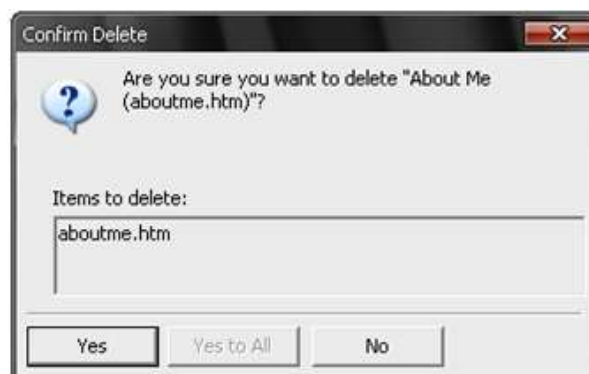 Confirm Delete
Are you sure you want to delete "About Me
(aboutme.htm)"?
Items to delete:
aboutme.htm
Yes
Yes to All
No